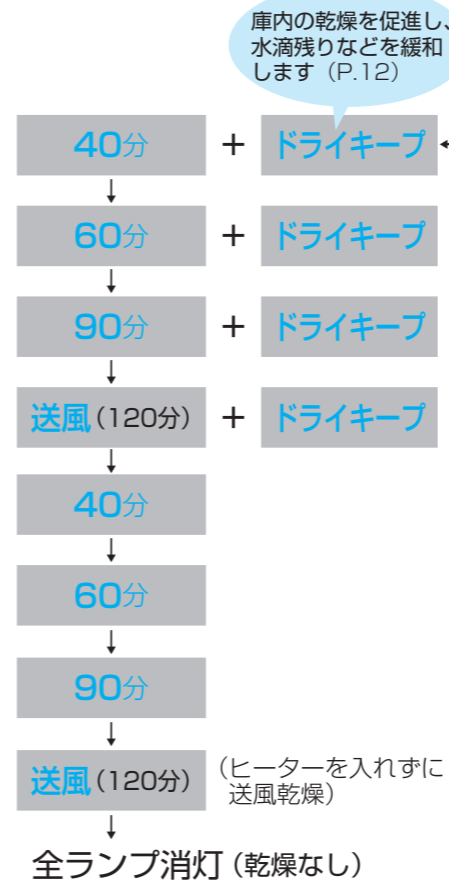 庫内の乾燥を促進し、
水滴残りなどを緩和
します（P.12）
40分 + ドライキープ
60分 + ドライキープ
90分 + ドライキープ
送風（120分） + ドライキープ
40分
60分
90分
送風（120分） （ヒーターを入れずに
送風乾燥）
全ランプ消灯（乾燥なし）